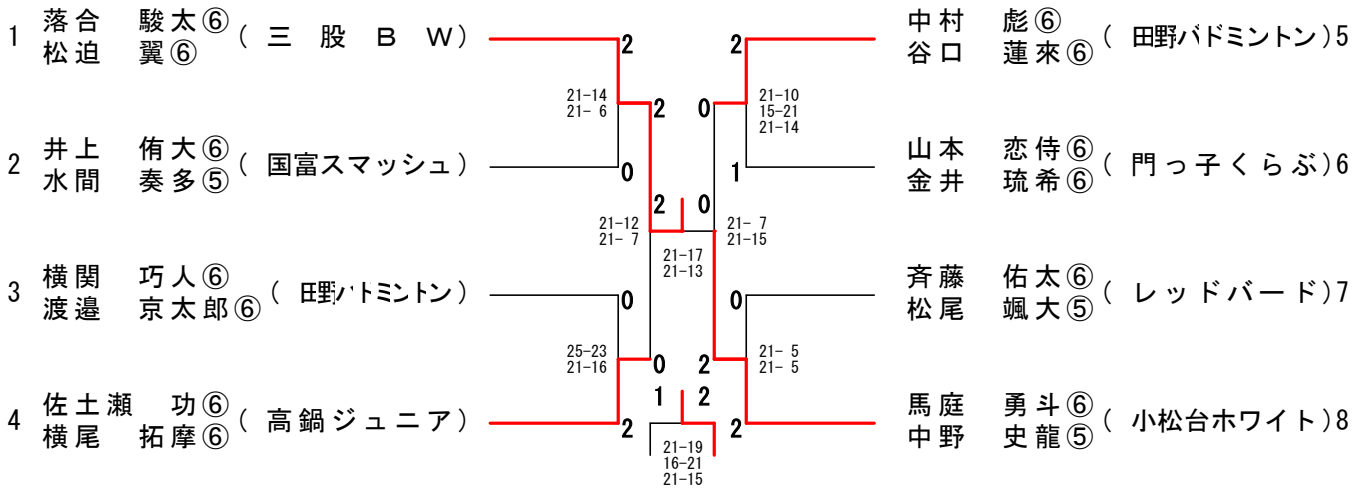 1 落合 駿太⑥ (三股BW)
松迫 翼⑥
2 井上 侑大⑥ (国富スマッシュ)
水間 奏多⑤
3 横関 巧人⑥ (田野バドミントン)
渡邉 京太郎⑥
4 佐土瀬 功⑥ (高鍋ジュニア)
横尾 拓摩⑥
2
21-14
21- 6
2
0
2
21-12
21- 7
0
25-23
21-16
0
2
21-17
21-13
1 2
21-19
16-21
21-15
2
0
21-10
15-21
21-14
1
0
21- 7
21-15
0
2
21- 5
21- 5
2
中村 彪⑥ (田野バドミントン) 5
谷口 蓮來⑥
山本 恋侍⑥ (門っ子くらぶ) 6
金井 琉希⑥
斉藤 佑太⑥ (レッドバード) 7
松尾 颯大⑤
馬庭 勇斗⑥ (小松台ホワイト) 8
中野 史龍⑤